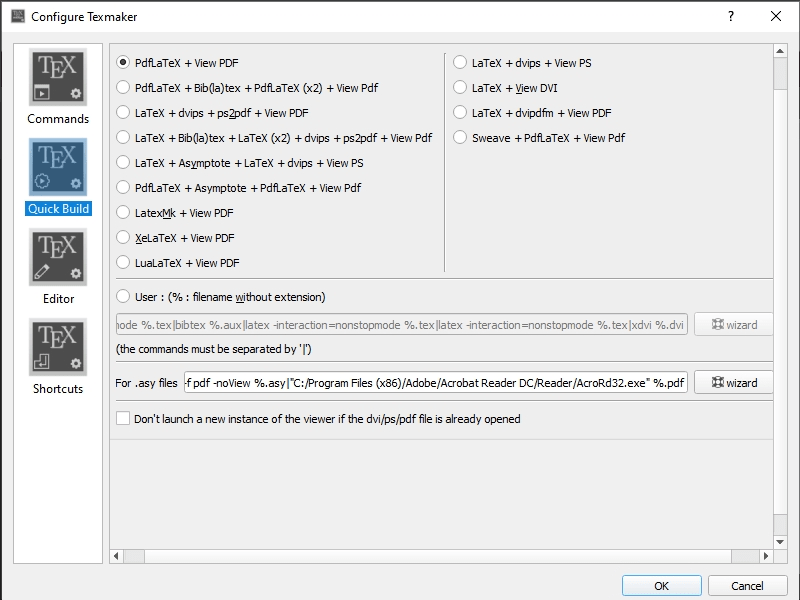 Configure Texmaker
?
TEX
Commands
TEX
Quick Build
TEX
Editor
TEX
Shortcuts
PdfLaTeX + View PDF
PdfLaTeX + Bib(la)tex + PdfLaTeX (x2) + View Pdf
LaTeX + dvips + ps2pdf + View PDF
LaTeX + Bib(la)tex + LaTeX (x2) + dvips + ps2pdf + View Pdf
LaTeX + Asymptote + LaTeX + dvips + View PS
PdfLaTeX + Asymptote + PdfLaTeX + View Pdf
LatexMk + View PDF
XeLaTeX + View PDF
LuaLaTeX + View PDF
LaTeX + dvips + View PS
LaTeX + View DVI
LaTeX + dvipdfm + View PDF
Sweave + PdfLaTeX + View Pdf
User : (% : filename without extension)
ode %.tex|bibtex %.aux|latex -interaction=nonstopmode %.tex|latex -interaction=nonstopmode %.tex|xdvi %.dvi
wizard
(the commands must be separated by '|')
For .asy files
-f pdf -noView %.asy|"C:/Program Files (x86)/Adobe/Acrobat Reader DC/Reader/AcroRd32.exe" %.pdf
wizard
Don't launch a new instance of the viewer if the dvi/ps/pdf file is already opened
OK
Cancel